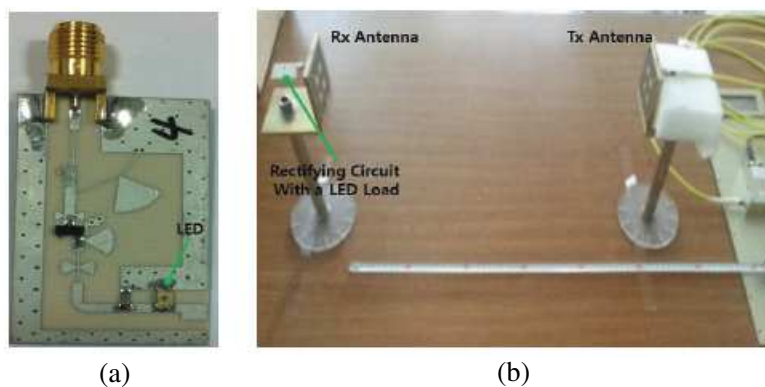 LED
Rx Antenna
Tx Antenna
Rectifying Circuit
With a LED Load
(a)
(b)